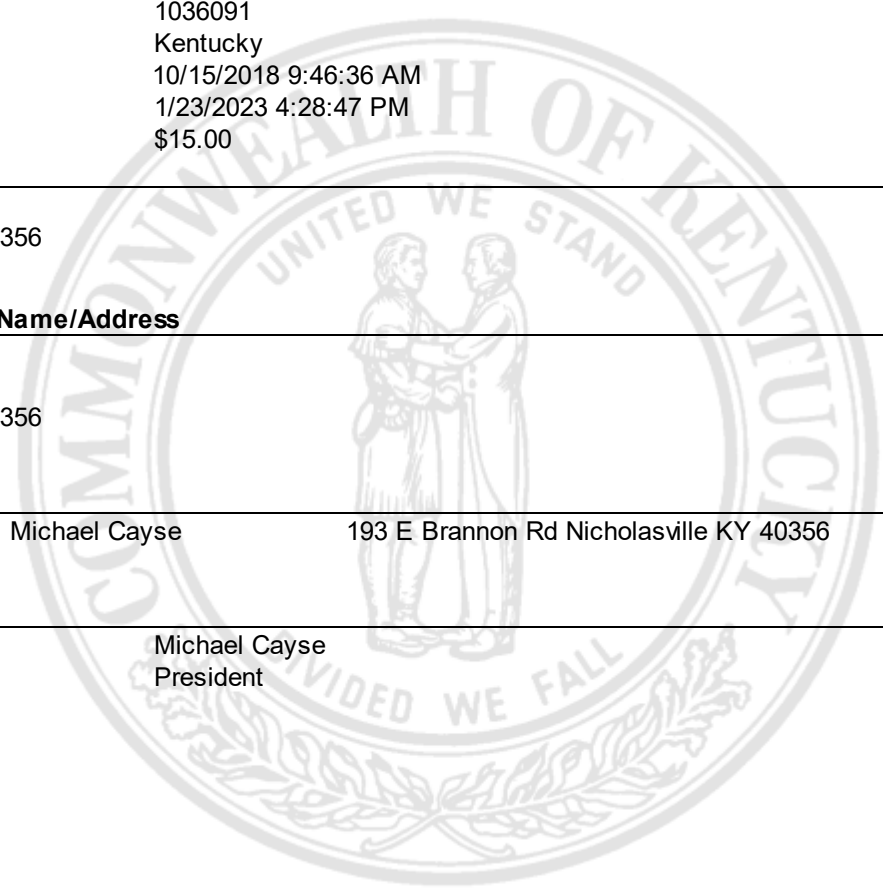 1036091
Kentucky
10/15/2018 9:46:36 AM
1/23/2023 4:28:47 PM
$15.00
COMMONWEALTH OF KENTUCKY
UNITED WE STAND
356
Name/Address
356
Michael Cayse 193 E Brannon Rd Nicholasville KY 40356
Michael Cayse
President
DIVIDED WE FALL